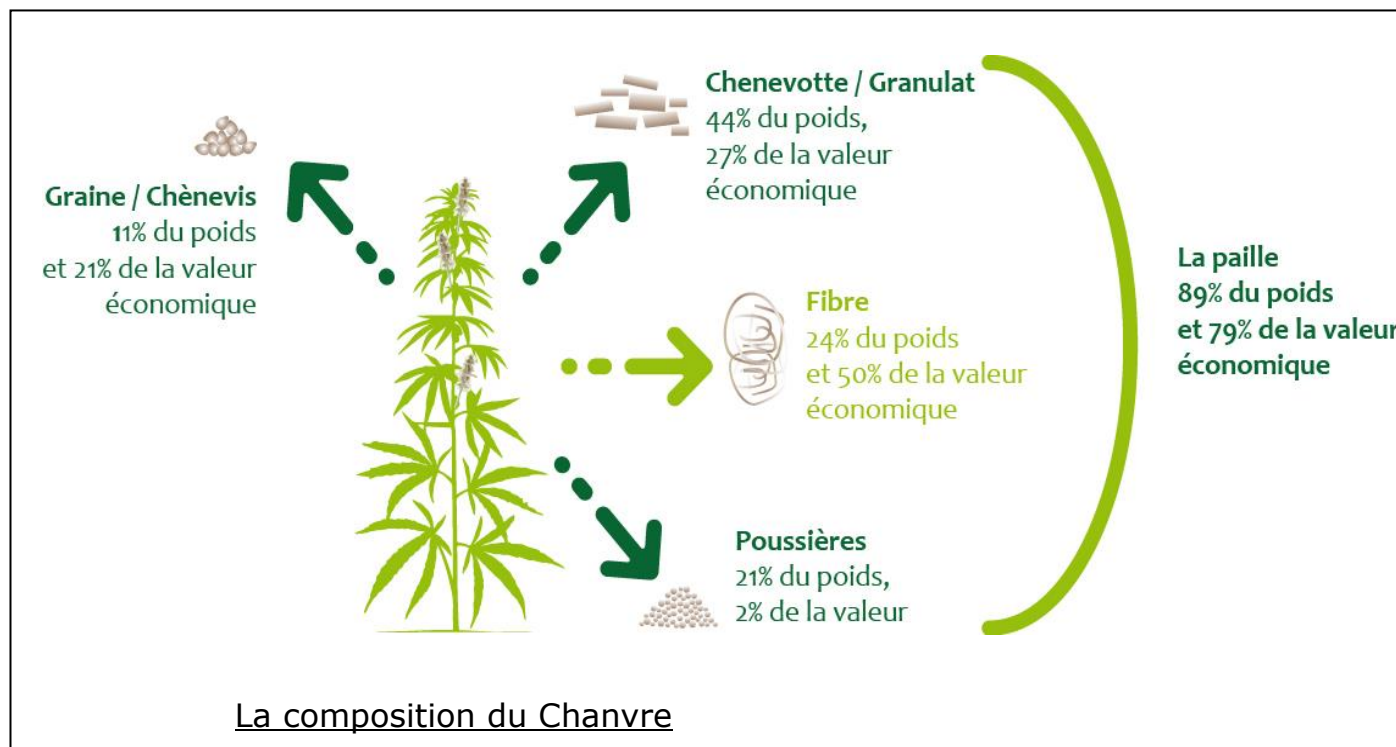 Graine / Chènevis
11% du poids
et 21% de la valeur
économique
Chenevotte / Granulat
44% du poids,
27% de la valeur
économique
Fibre
24% du poids
et 50% de la valeur
économique
Poussières
21% du poids,
2% de la valeur
La paille
89% du poids
et 79% de la valeur
économique
La composition du Chanvre